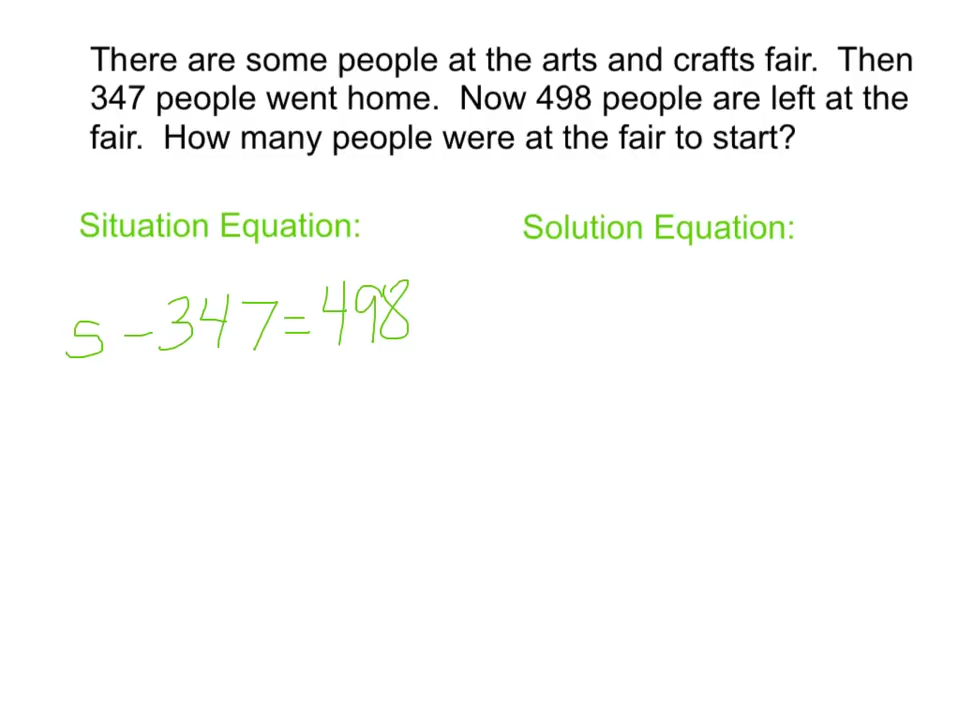 There are some people at the arts and crafts fair.  Then
347 people went home.  Now 498 people are left at the
fair.  How many people were at the fair to start?
Situation Equation:
Solution Equation:
s - 347 = 498